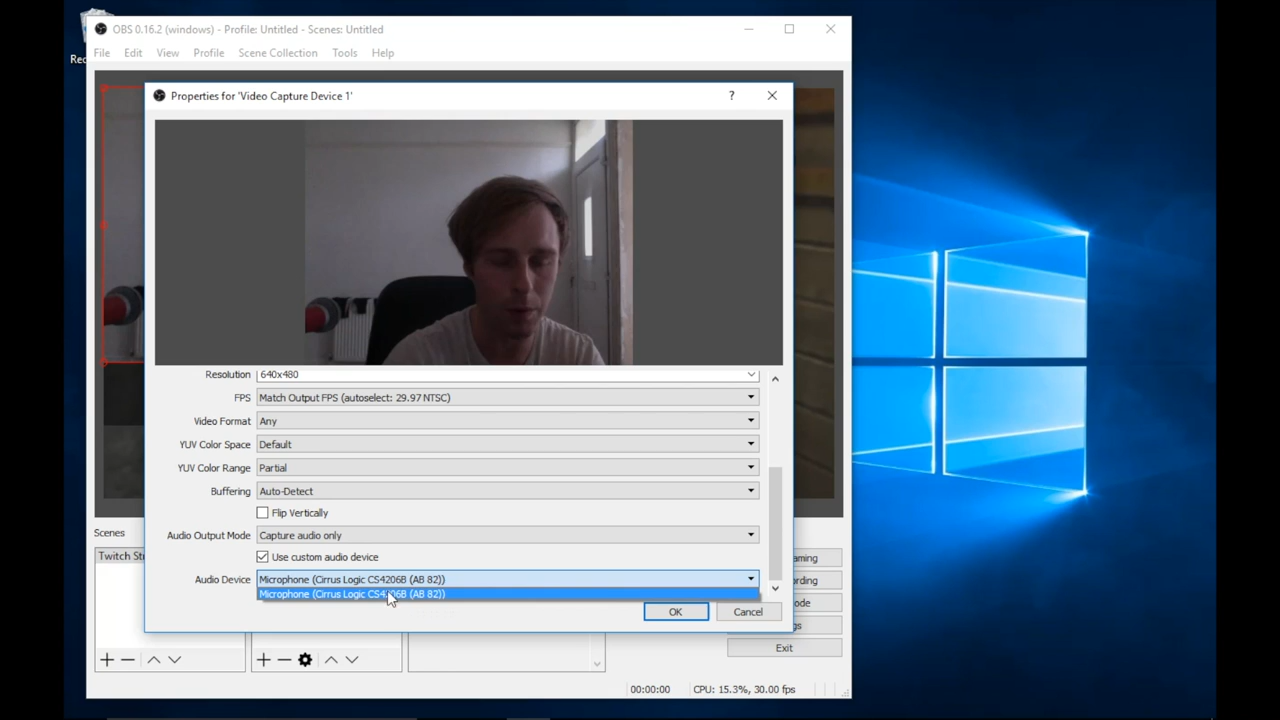 OBS 0.16.2 (windows) - Profile: Untitled - Scenes: Untitled
File Edit View Profile Scene Collection Tools Help
Rec
Properties for 'Video Capture Device 1' ?
Resolution 640x480
FPS Match Output FPS (autoselect: 29.97 NTSC)
Video Format Any
YUV Color Space Default
YUV Color Range Partial
Buffering Auto-Detect
Flip Vertically
Audio Output Mode Capture audio only
Use custom audio device
Audio Device Microphone (Cirrus Logic CS4206B (AB 82))
Microphone (Cirrus Logic CS4206B (AB 82))
OK Cancel
Scenes
Twitch Str
aming
ording
ode
gs
Exit
00:00:00 CPU: 15.3%, 30.00 fps